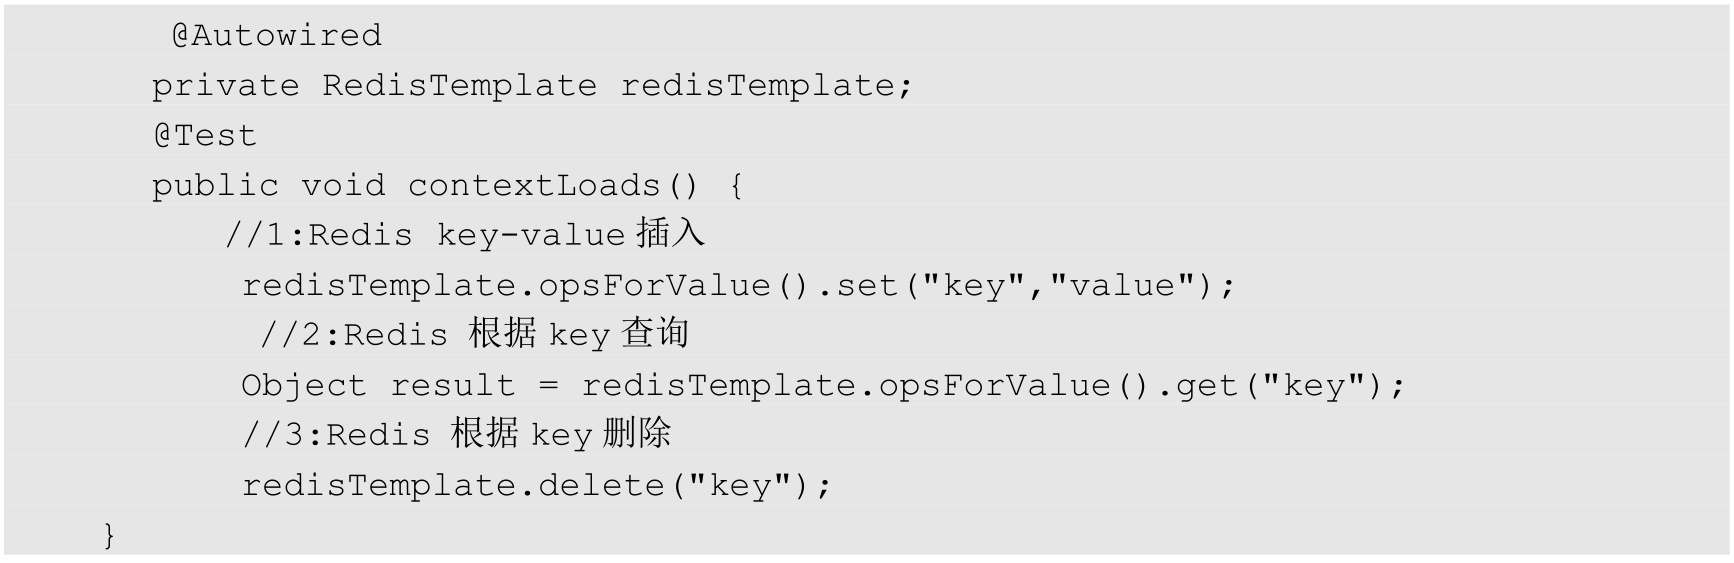 @Autowired
private RedisTemplate redisTemplate;
@Test
public void contextLoads() {
//1:Redis key-value 插入
redisTemplate.opsForValue().set("key","value");
//2:Redis 根据 key 查询
Object result = redisTemplate.opsForValue().get("key");
//3:Redis 根据 key 删除
redisTemplate.delete("key");
}